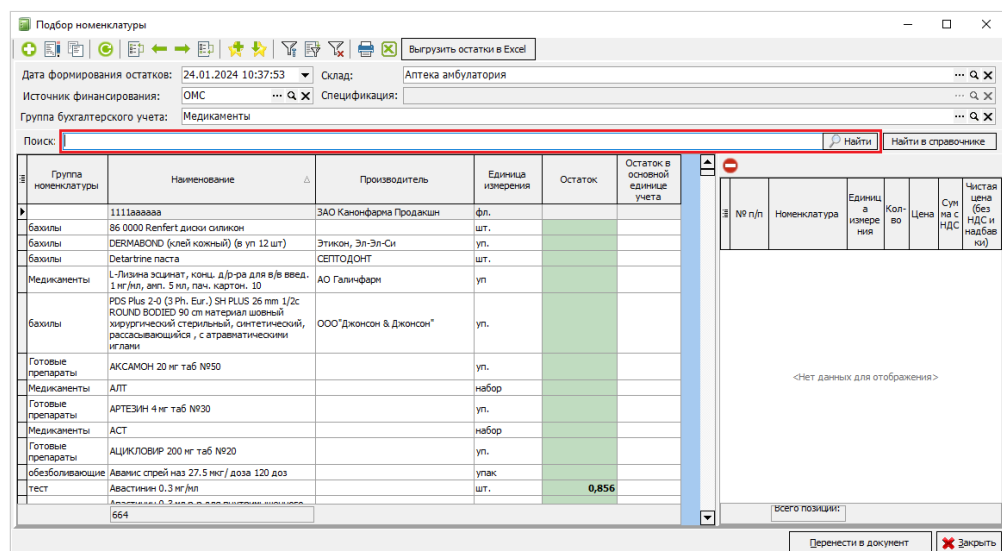 Подбор номенклатуры
Выгрузить остатки в Excel
Дата формирования остатков: 24.01.2024 10:37:53 Склад: Аптека амбулатория
Источник финансирования: ОМС Спецификация:
Группа бухгалтерского учета: Медикаменты
Поиск: Найти Найти в справочнике
Группа номенклатуры Наименование Производитель Единица измерения Остаток Остаток в основной единице учета
1111aaaaaa ЗАО Канонфарма Продакшн фл.
бахилы 86 0000 Renfert диски силикон шт.
бахилы DERMABOND (клей кожный) (в уп 12 шт) Этикон, Эл-Эл-Си уп.
бахилы Detartrine паста СЕПТОДОНТ шт.
Медикаменты L-Лизина эсцинат, конц. д/р-ра для в/в введ.
1 мг/мл, амп. 5 мл, пач. картон. 10 АО Галичфарм уп
PDS Plus 2-0 (3 Ph. Eur.) SH PLUS 26 mm 1/2c
ROUND BODIED 90 cm материал шовный
бахилы хирургический стерильный, синтетический, ООО"Джонсон & Джонсон" уп.
рассасывающийся , с атравматическими
иглами
Готовые препараты АКСАМОН 20 мг таб №50 уп.
Медикаменты АЛТ набор
Готовые препараты АРТЕЗИН 4 мг таб №30 уп.
Медикаменты АСТ набор
Готовые препараты АЦИКЛОВИР 200 мг таб №20 уп.
обезболивающие Авамис спрей наз 27.5 мкг/ доза 120 доз упак
тест Авастинин 0.3 мг/мл шт. 0,856
664
№ п/п Номенклатура Единица измерения Кол-во Цена Сумма с НДС Чистая цена (без НДС и надбавки)
<Нет данных для отображения>
Всего позиций:
Перенести в документ Закрыть